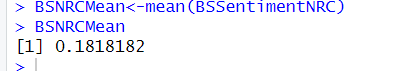 > BSNRCMean<-mean(BSSentimentNRC)
> BSNRCMean
[1] 0.1818182
>